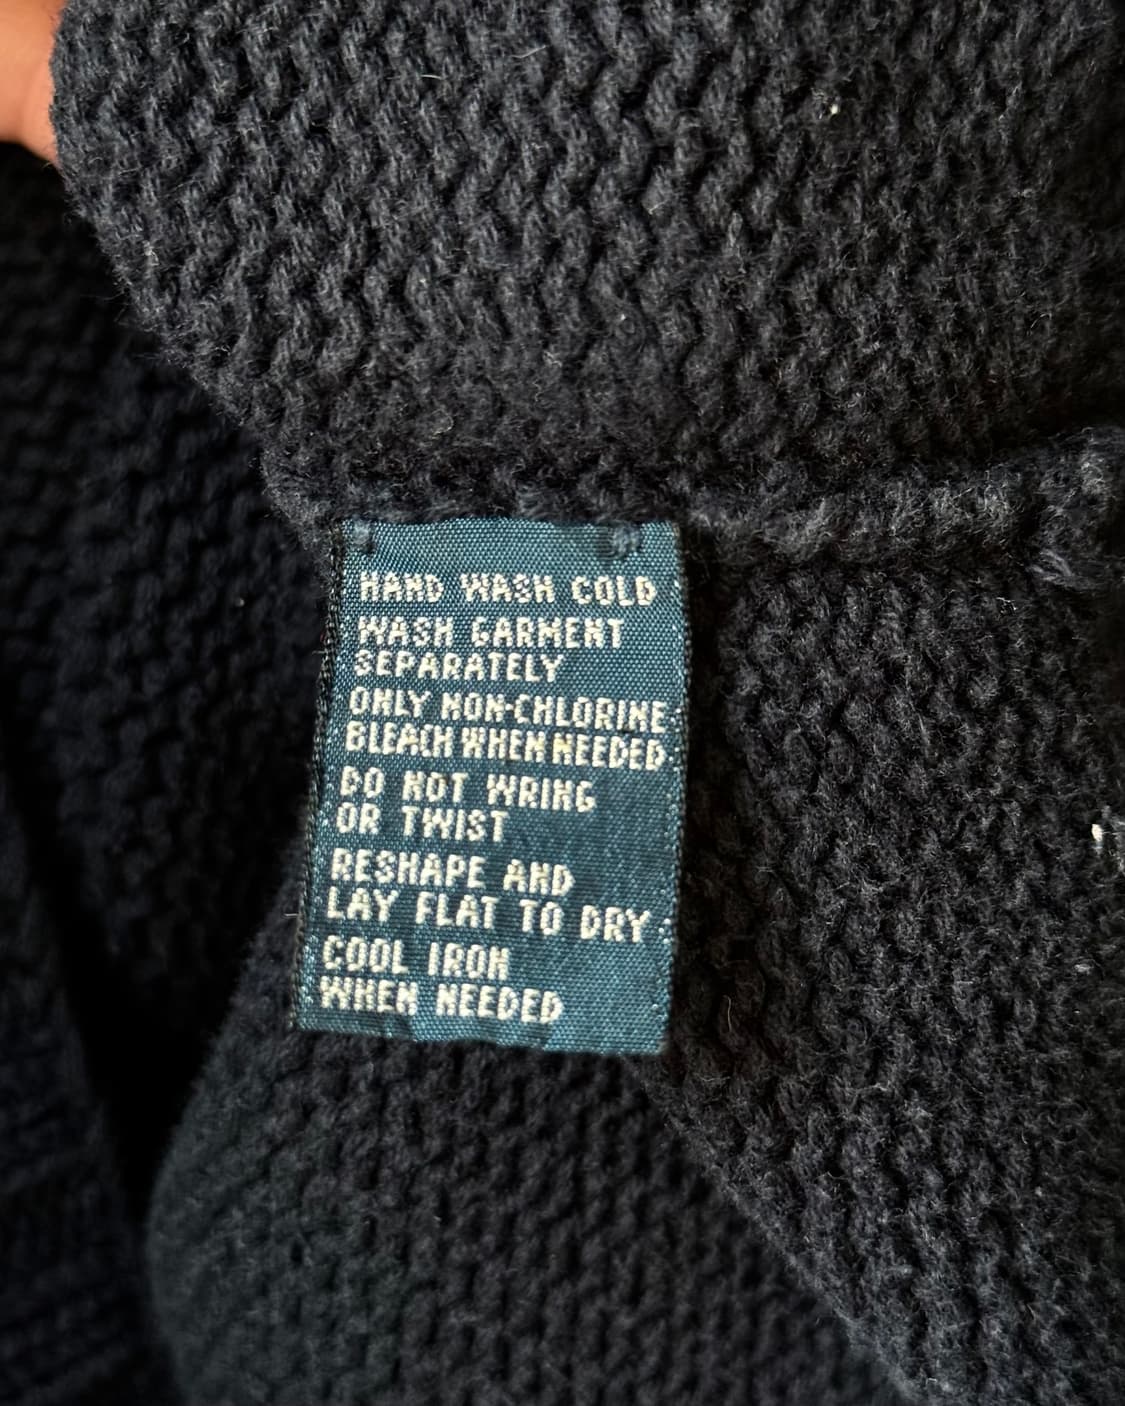 HAND WASH COLD
WASH GARMENT
SEPARATELY
ONLY NON-CHLORINE
BLEACH WHEN NEEDED
DO NOT WRING
OR TWIST
RESHAPE AND
LAY FLAT TO DRY
COOL IRON
WHEN NEEDED